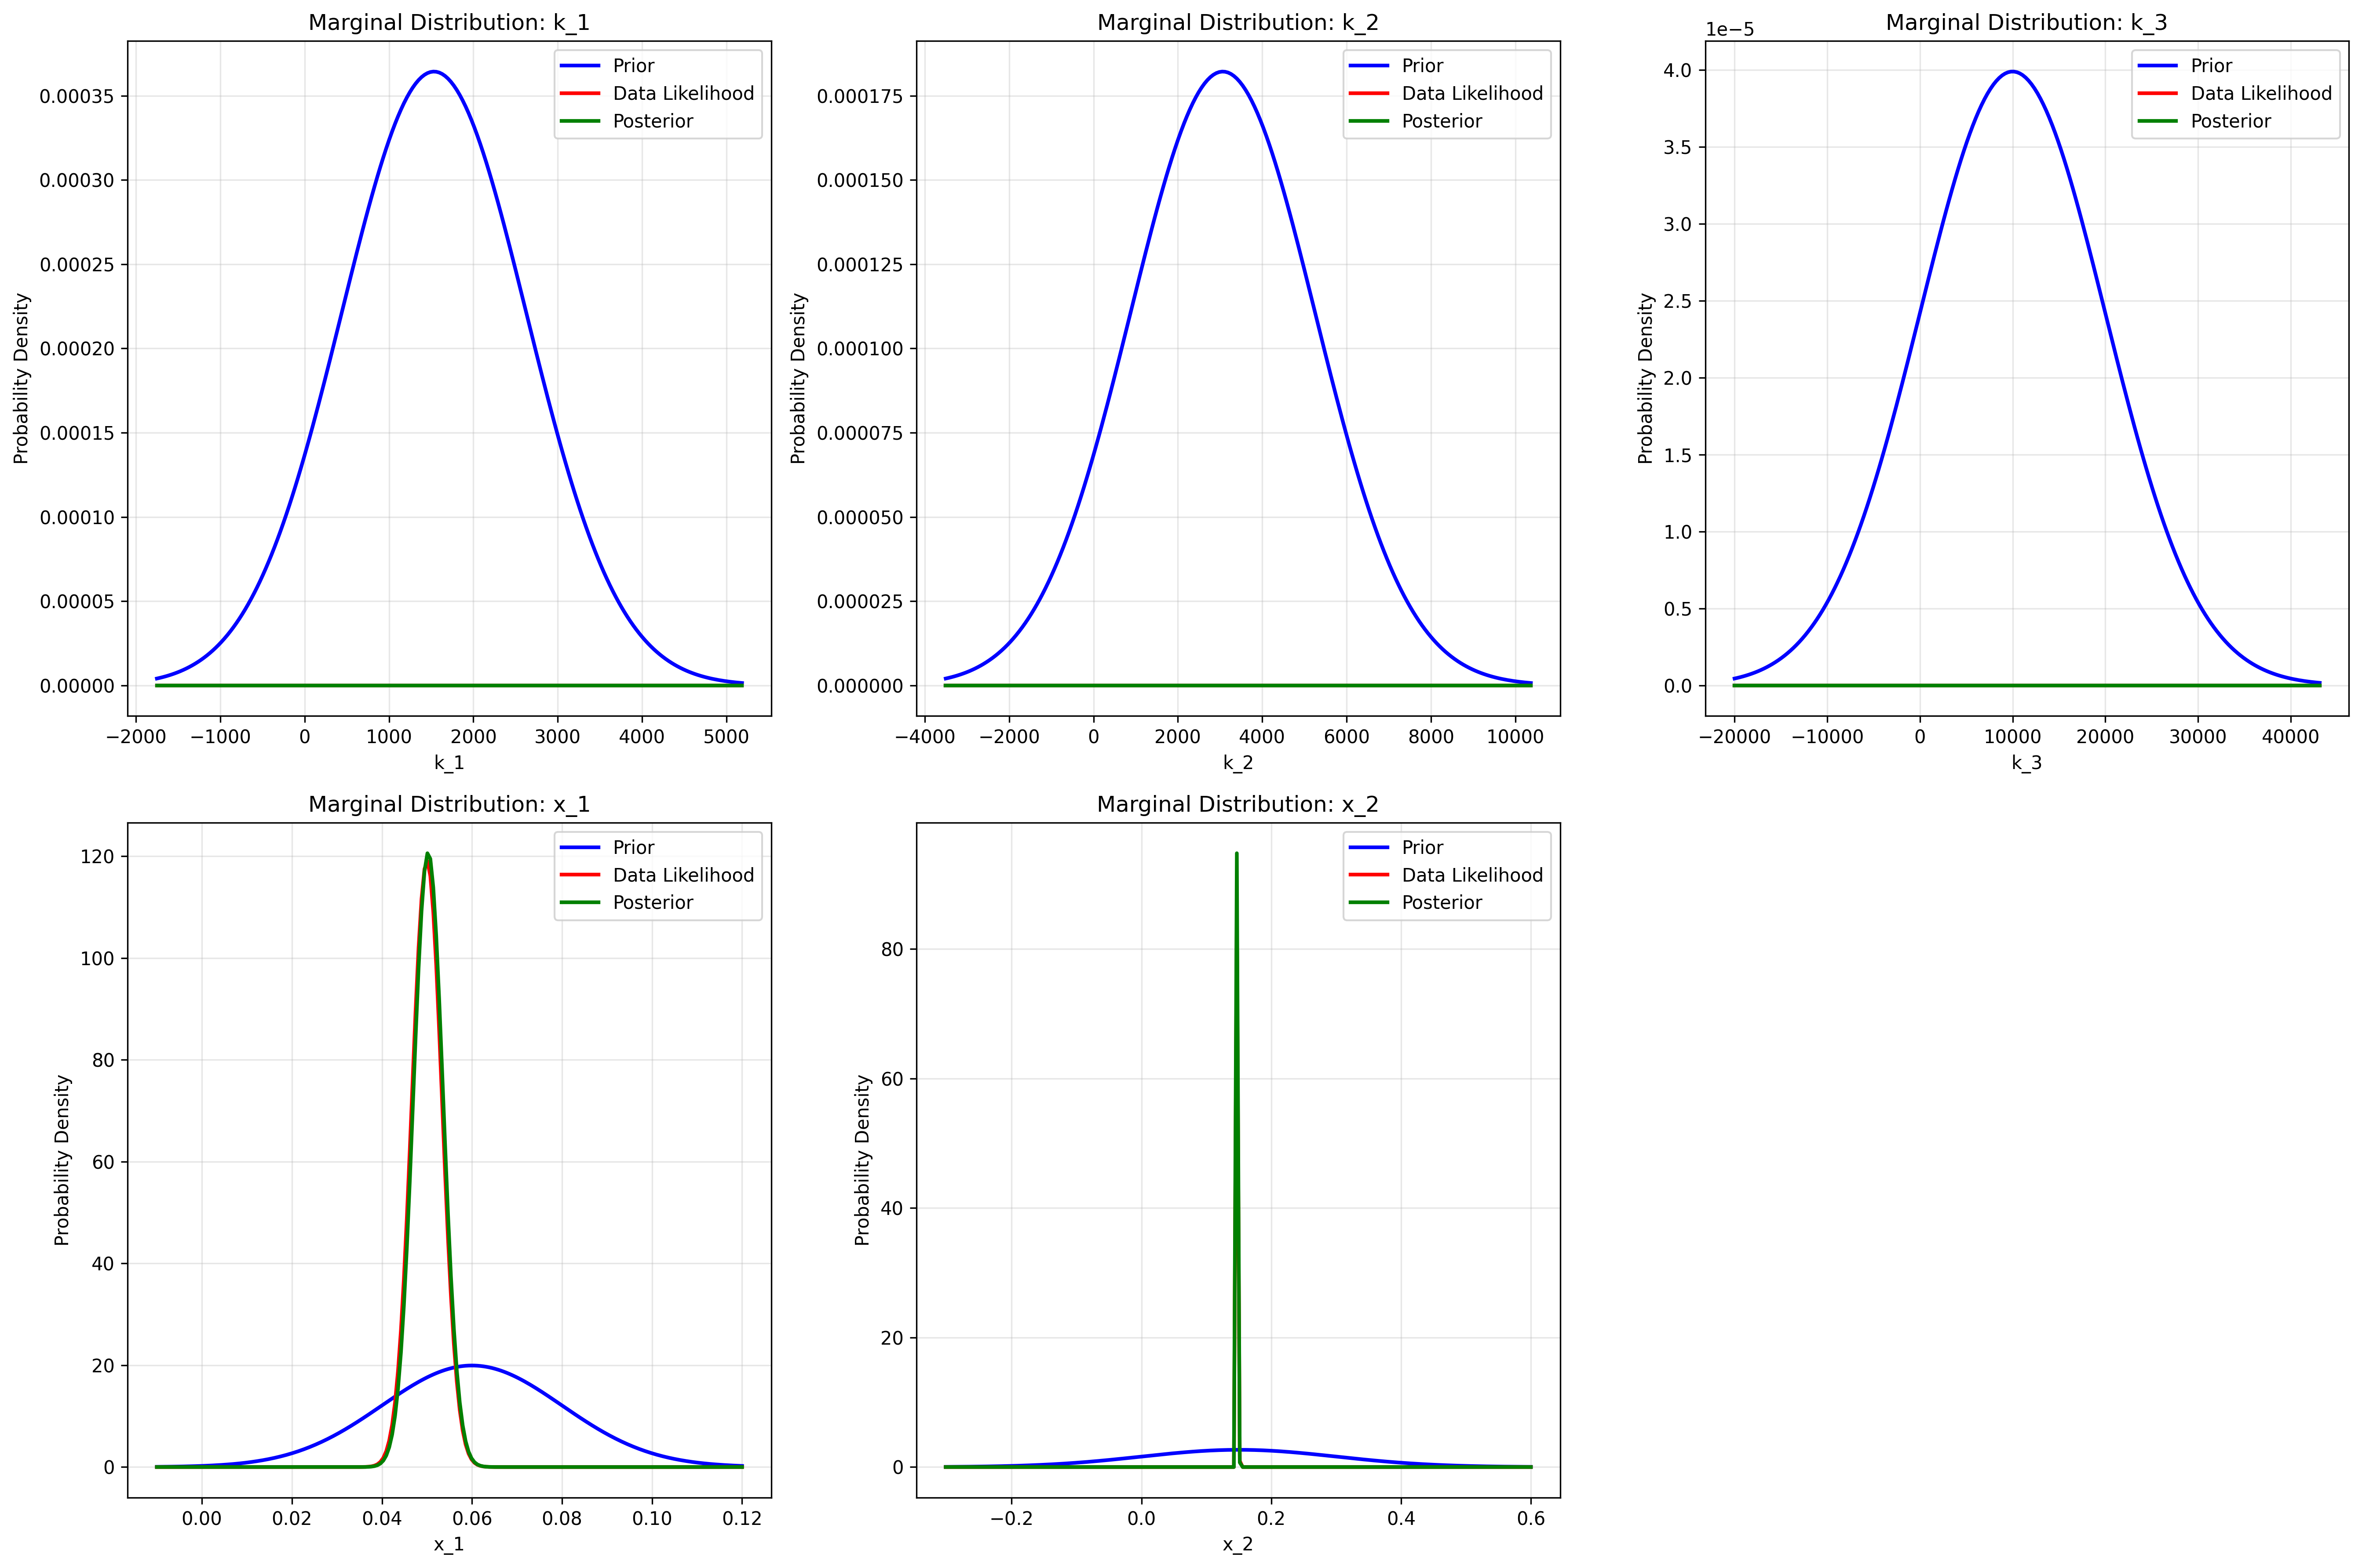 Marginal Distribution: k_1
Probability Density
0.00035
0.00030
0.00025
0.00020
0.00015
0.00010
0.00005
0.00000
Prior
Data Likelihood
Posterior
−2000 −1000 0 1000 2000 3000 4000 5000
k_1
Marginal Distribution: k_2
Probability Density
0.000175
0.000150
0.000125
0.000100
0.000075
0.000050
0.000025
0.000000
Prior
Data Likelihood
Posterior
−4000 −2000 0 2000 4000 6000 8000 10000
k_2
Marginal Distribution: k_3
1e−5
Probability Density
4.0
3.5
3.0
2.5
2.0
1.5
1.0
0.5
0.0
Prior
Data Likelihood
Posterior
−20000 −10000 0 10000 20000 30000 40000
k_3
Marginal Distribution: x_1
Probability Density
120
100
80
60
40
20
0
Prior
Data Likelihood
Posterior
0.00 0.02 0.04 0.06 0.08 0.10 0.12
x_1
Marginal Distribution: x_2
Probability Density
80
60
40
20
0
Prior
Data Likelihood
Posterior
−0.2 0.0 0.2 0.4 0.6
x_2